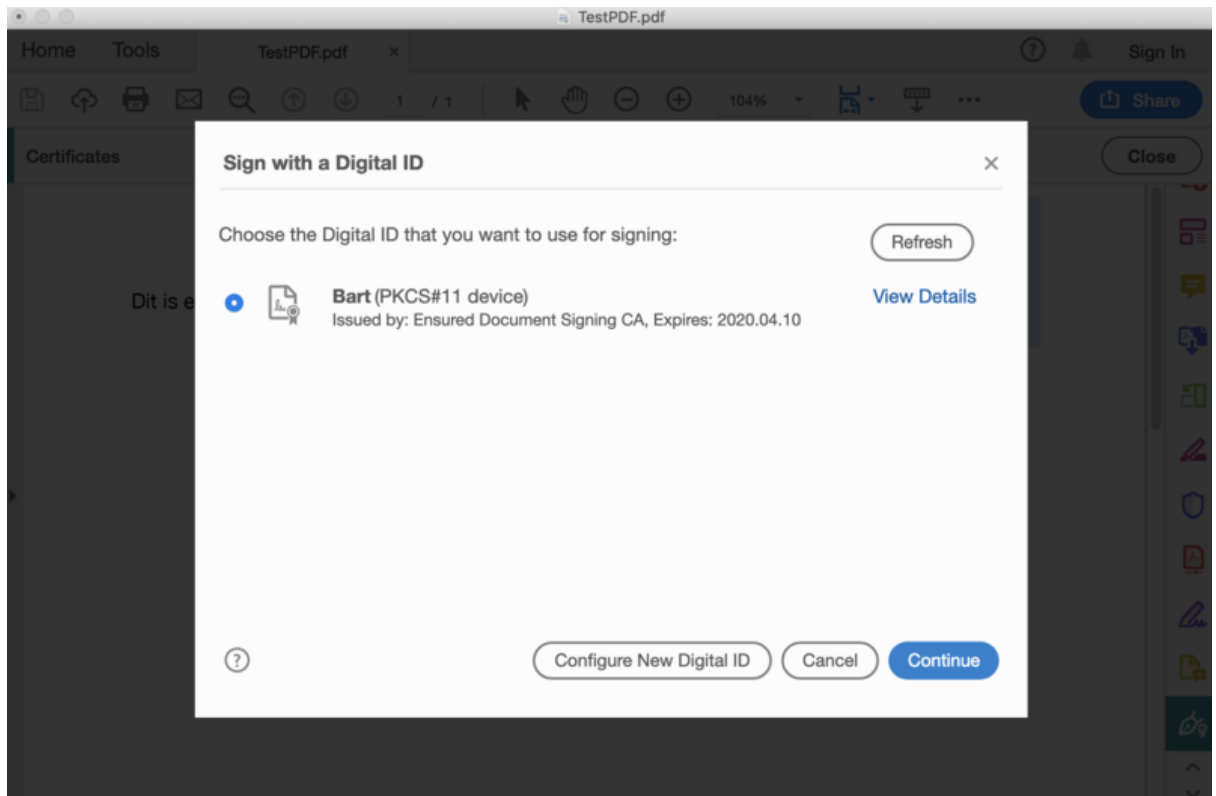 TestPDF.pdf
Home Tools TestPDF.pdf × Sign In
1 / 1 104% Share
Certificates Close
Sign with a Digital ID
Choose the Digital ID that you want to use for signing: Refresh
Dit is e
Bart (PKCS#11 device) View Details
Issued by: Ensured Document Signing CA, Expires: 2020.04.10
Configure New Digital ID Cancel Continue